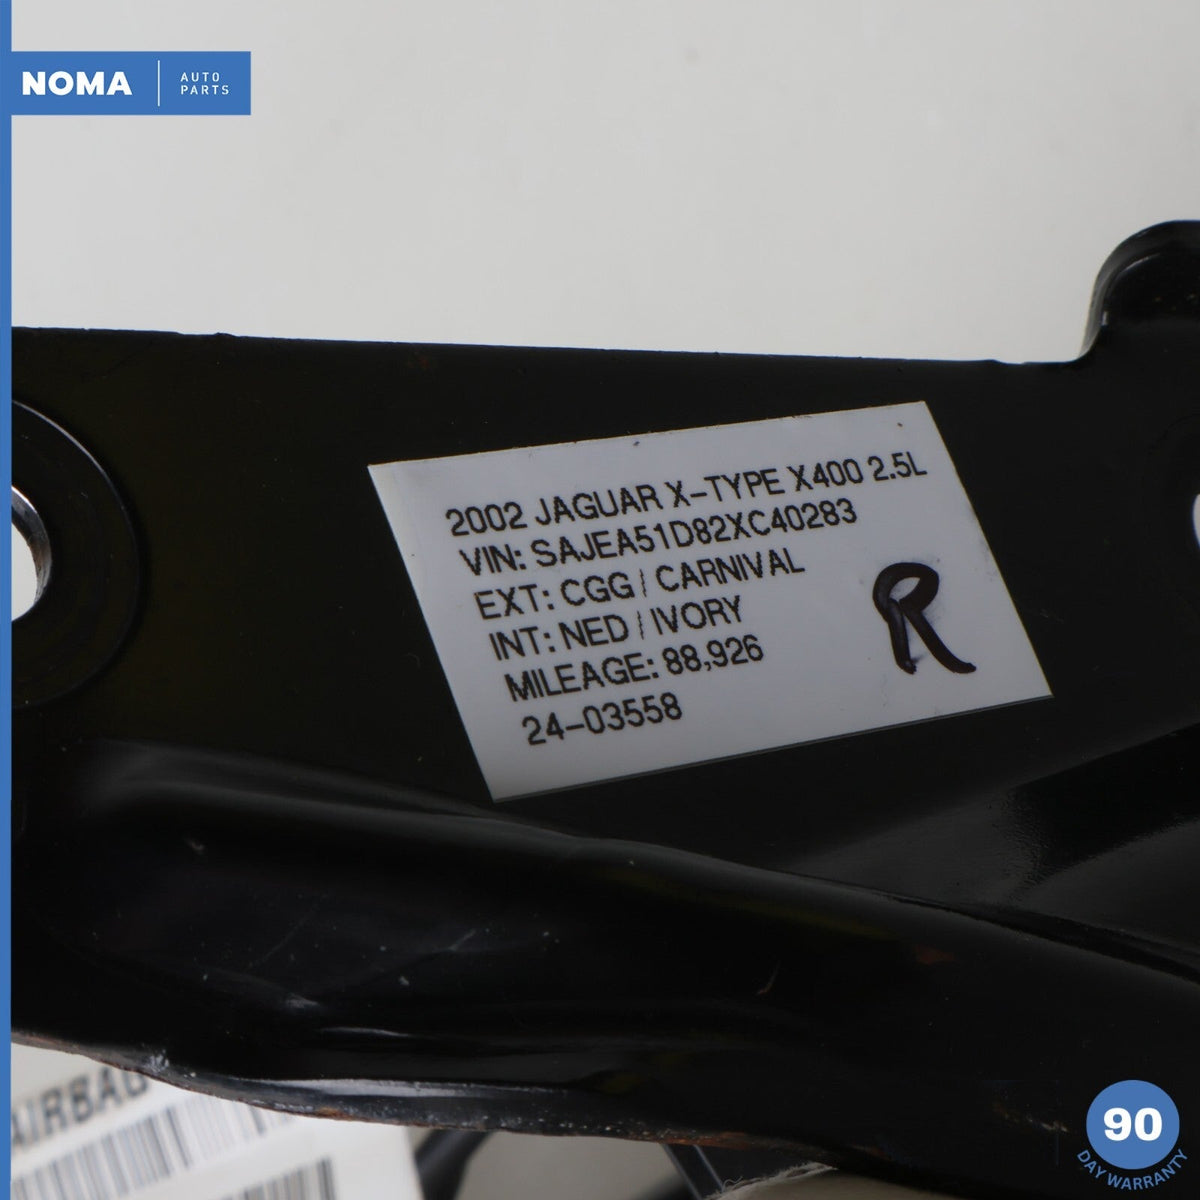 NOMA
AUTO
PARTS
2002 JAGUAR X-TYPE X400 2.5L
VIN: SAJEA51D82XC40283
EXT: CGG / CARNIVAL
INT: NED / IVORY
MILEAGE: 88,926
24-03558
R
AIRBAG
90
DAY WARRANTY